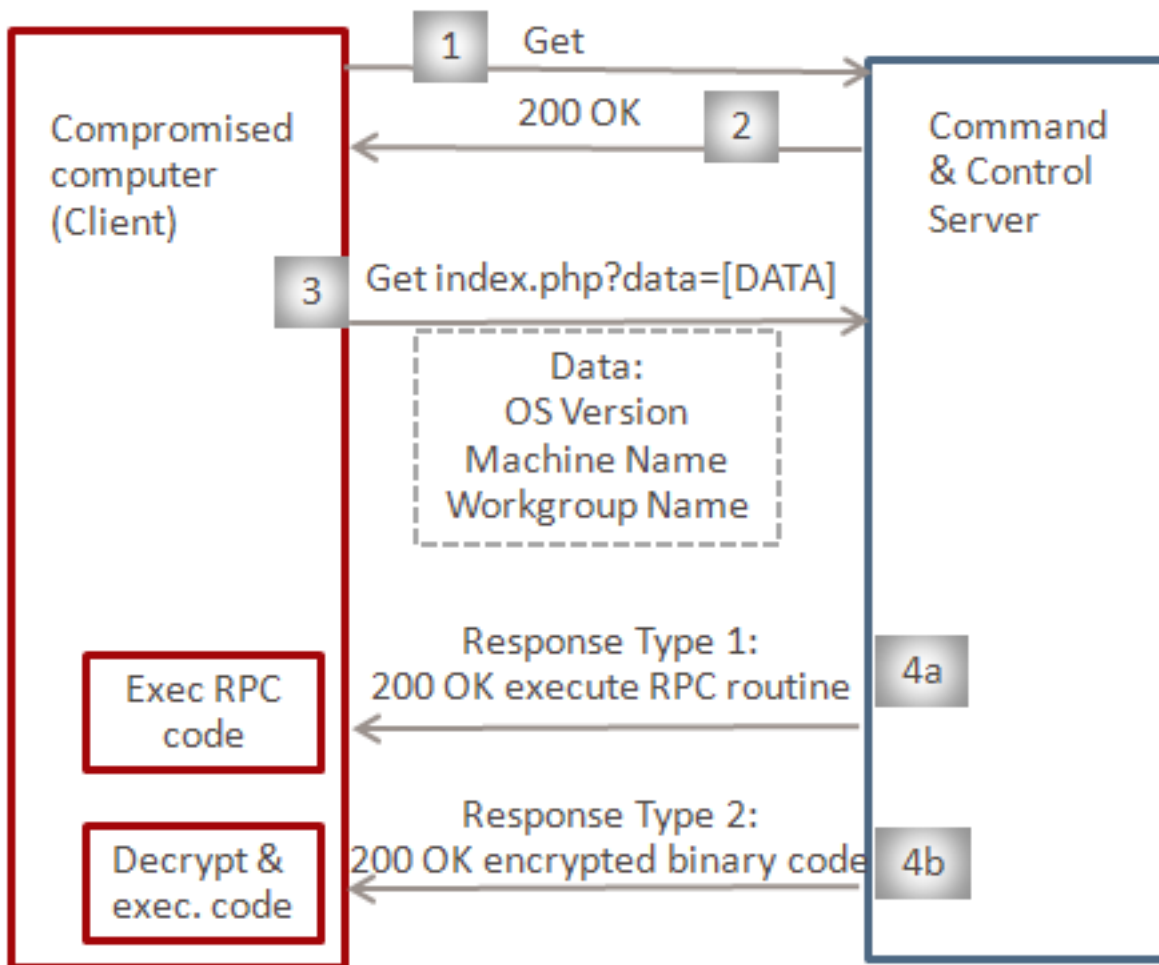 1
Get
200 OK
2
Compromised
computer
(Client)
Command
& Control
Server
3
Get index.php?data=[DATA]
Data:
OS Version
Machine Name
Workgroup Name
Response Type 1:
200 OK execute RPC routine
4a
Exec RPC
code
Response Type 2:
200 OK encrypted binary code
4b
Decrypt &
exec. code